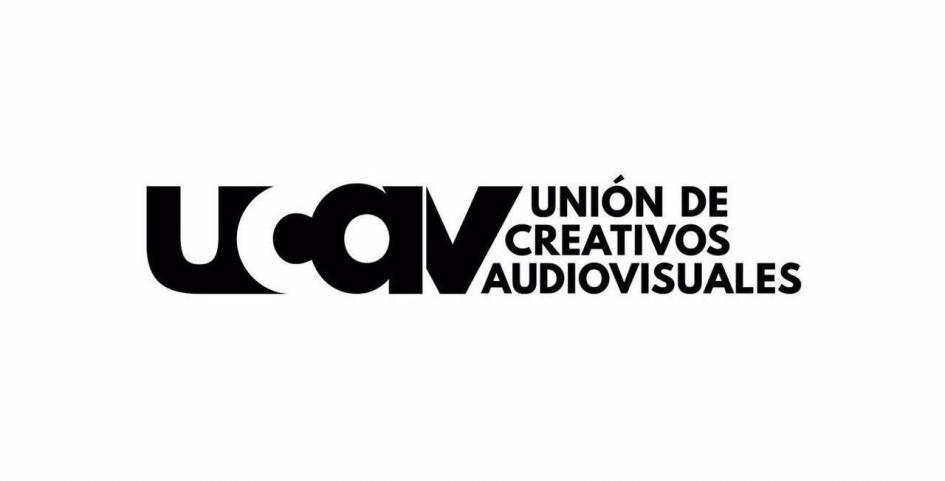 ucav
UNIÓN DE
CREATIVOS
AUDIOVISUALES